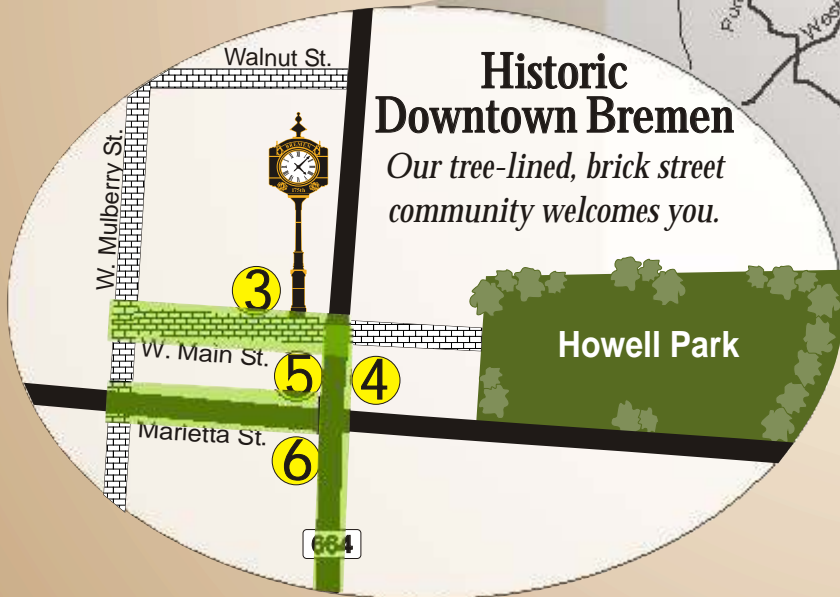 Walnut St.
Historic
Downtown Bremen
Our tree-lined, brick street
community welcomes you.
W. Mulberry St.
BREMEN
3
W. Main St.
5
4
Howell Park
Marietta St.
6
664